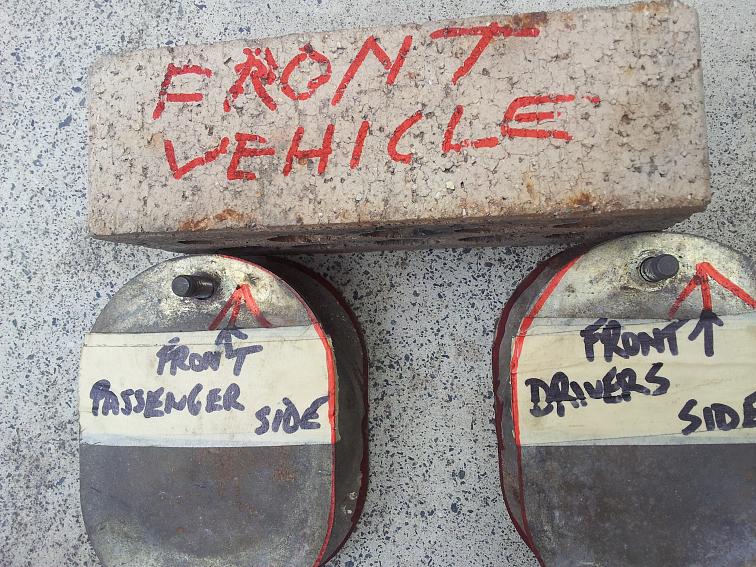 FRONT
VEHICLE
FRONT
PASSENGER
SIDE
FRONT
DRIVERS
SIDE